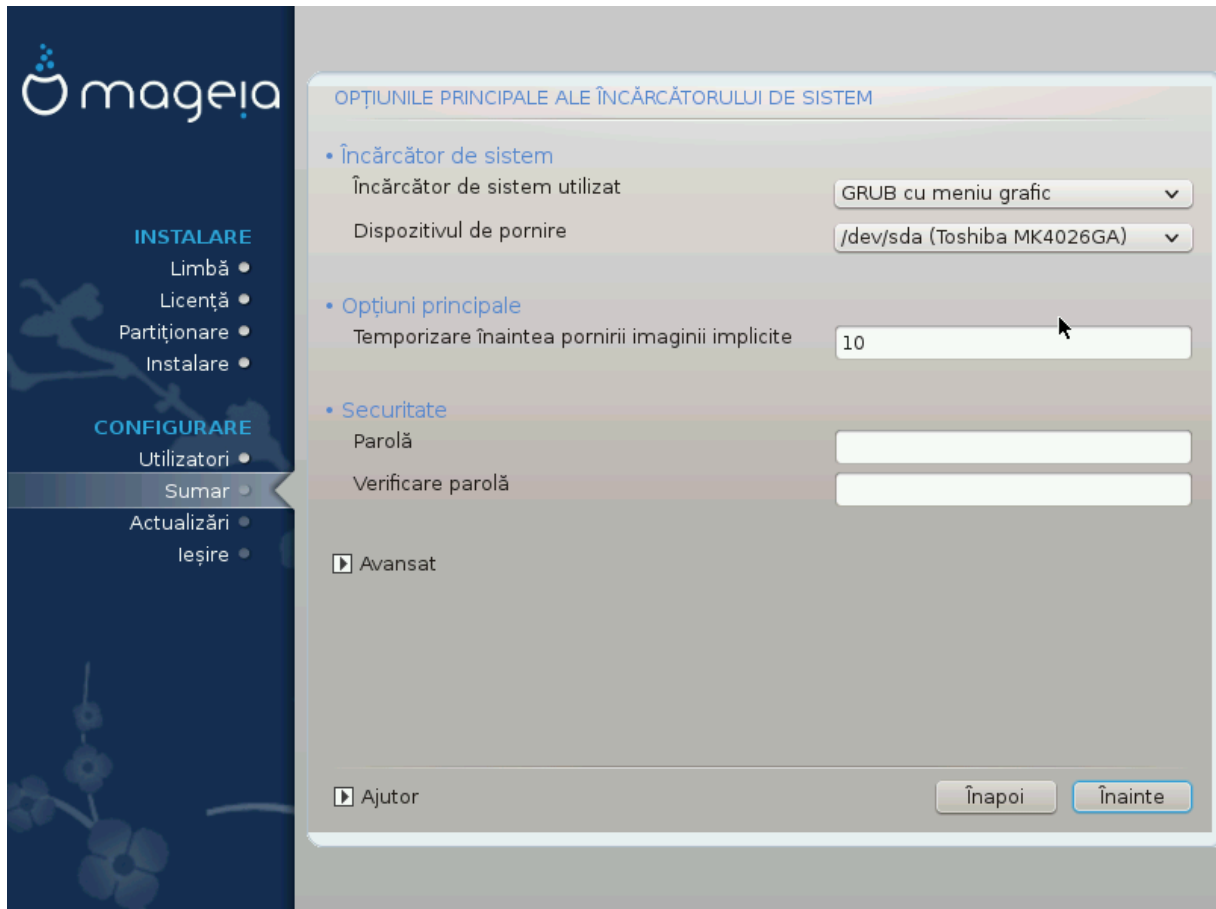 mageia
INSTALARE
Limbă
Licență
Partiționare
Instalare
CONFIGURARE
Utilizatori
Sumar
Actualizări
Ieșire
OPȚIUNILE PRINCIPALE ALE ÎNCĂRCĂTORULUI DE SISTEM
• Încărcător de sistem
Încărcător de sistem utilizat
GRUB cu meniu grafic
Dispozitivul de pornire
/dev/sda (Toshiba MK4026GA)
• Opțiuni principale
Temporizare înaintea pornirii imaginii implicite
10
• Securitate
Parolă
Verificare parolă
Avansat
Ajutor
Înapoi
Înainte